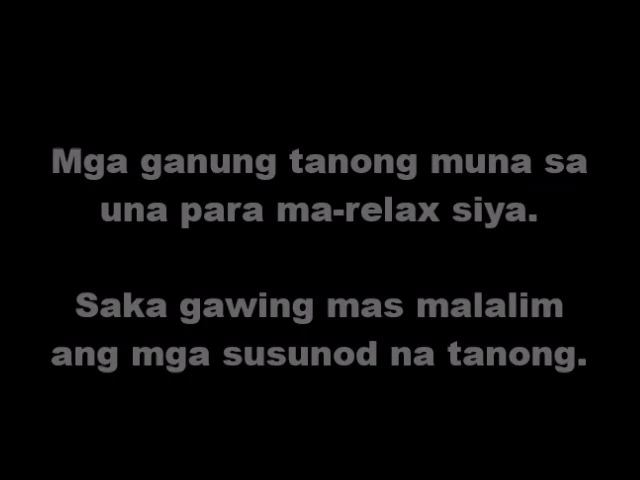 Mga ganung tanong muna sa
una para ma-relax siya.
Saka gawing mas malalim
ang mga susunod na tanong.